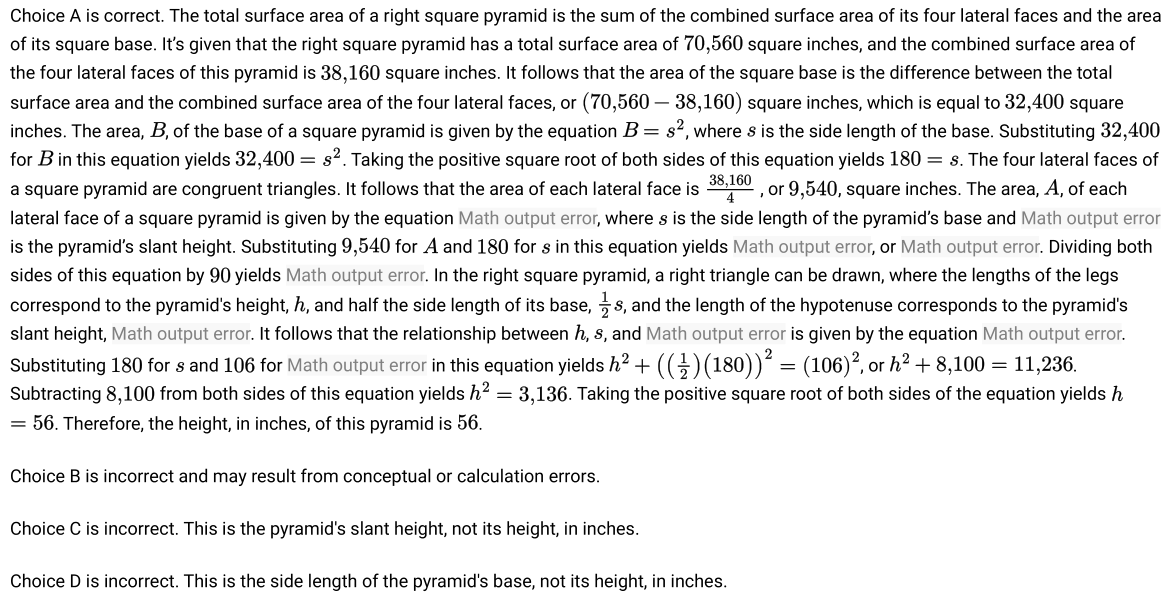 Choice A is correct. The total surface area of a right square pyramid is the sum of the combined surface area of its four lateral faces and the area
of its square base. It’s given that the right square pyramid has a total surface area of 70,560 square inches, and the combined surface area of
the four lateral faces of this pyramid is 38,160 square inches. It follows that the area of the square base is the difference between the total
surface area and the combined surface area of the four lateral faces, or (70,560 − 38,160) square inches, which is equal to 32,400 square
inches. The area, B, of the base of a square pyramid is given by the equation B = s², where s is the side length of the base. Substituting 32,400
for B in this equation yields 32,400 = s². Taking the positive square root of both sides of this equation yields 180 = s. The four lateral faces of
a square pyramid are congruent triangles. It follows that the area of each lateral face is 38,160/4 , or 9,540, square inches. The area, A, of each
lateral face of a square pyramid is given by the equation Math output error, where s is the side length of the pyramid’s base and Math output error
is the pyramid’s slant height. Substituting 9,540 for A and 180 for s in this equation yields Math output error, or Math output error. Dividing both
sides of this equation by 90 yields Math output error. In the right square pyramid, a right triangle can be drawn, where the lengths of the legs
correspond to the pyramid's height, h, and half the side length of its base, 1/2 s, and the length of the hypotenuse corresponds to the pyramid's
slant height, Math output error. It follows that the relationship between h, s, and Math output error is given by the equation Math output error.
Substituting 180 for s and 106 for Math output error in this equation yields h² + ((1/2)(180))² = (106)², or h² + 8,100 = 11,236.
Subtracting 8,100 from both sides of this equation yields h² = 3,136. Taking the positive square root of both sides of the equation yields h
= 56. Therefore, the height, in inches, of this pyramid is 56.
Choice B is incorrect and may result from conceptual or calculation errors.
Choice C is incorrect. This is the pyramid's slant height, not its height, in inches.
Choice D is incorrect. This is the side length of the pyramid's base, not its height, in inches.